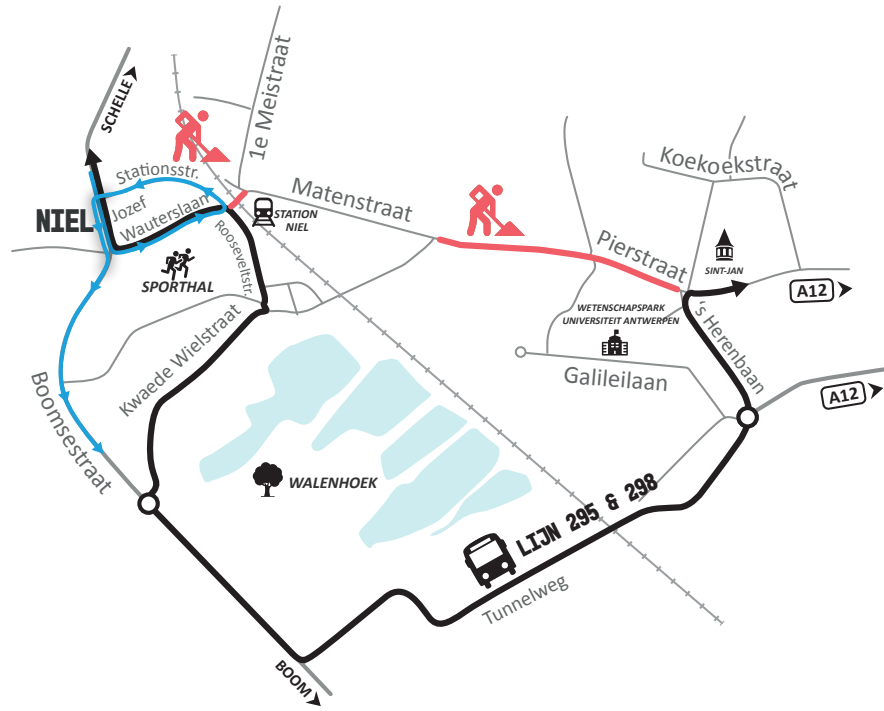 SCHELLE
1e Meistraat
Stationsstr.
Koekoekstraat
Matenstraat
NIEL
Jozef
Wauterslaan
STATION
NIEL
Rooseveltstr.
Pierstraat
SINT-JAN
SPORTHAL
A12
WETENSCHAPSPARK
UNIVERSITEIT ANTWERPEN
's Herenbaan
Kwaede Wielstraat
Galileilaan
A12
Boomsestraat
WALENHOEK
LIJN 295 & 298
Tunnelweg
BOOM